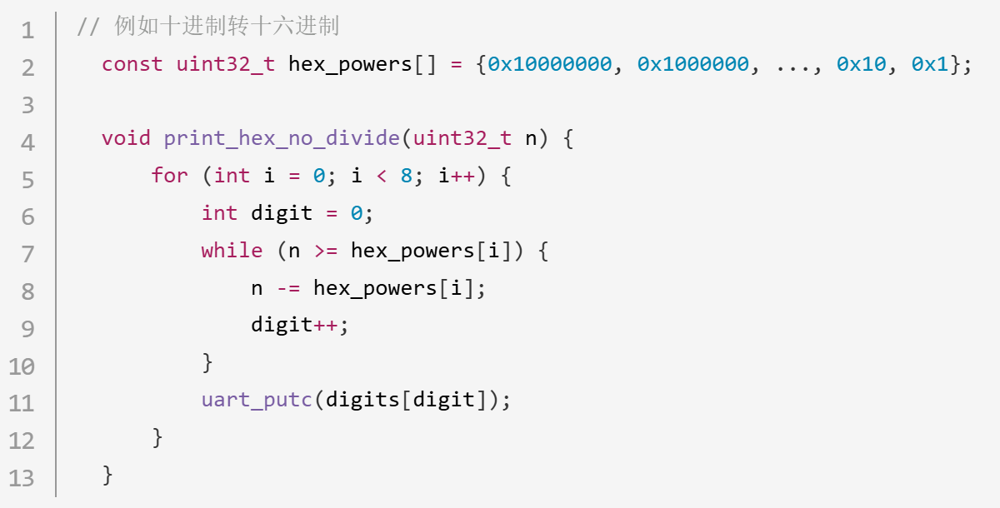 1 // 例如十进制转十六进制
2 const uint32_t hex_powers[] = {0x10000000, 0x1000000, ..., 0x10, 0x1};
3
4 void print_hex_no_divide(uint32_t n) {
5 for (int i = 0; i < 8; i++) {
6 int digit = 0;
7 while (n >= hex_powers[i]) {
8 n -= hex_powers[i];
9 digit++;
10 }
11 uart_putc(digits[digit]);
12 }
13 }